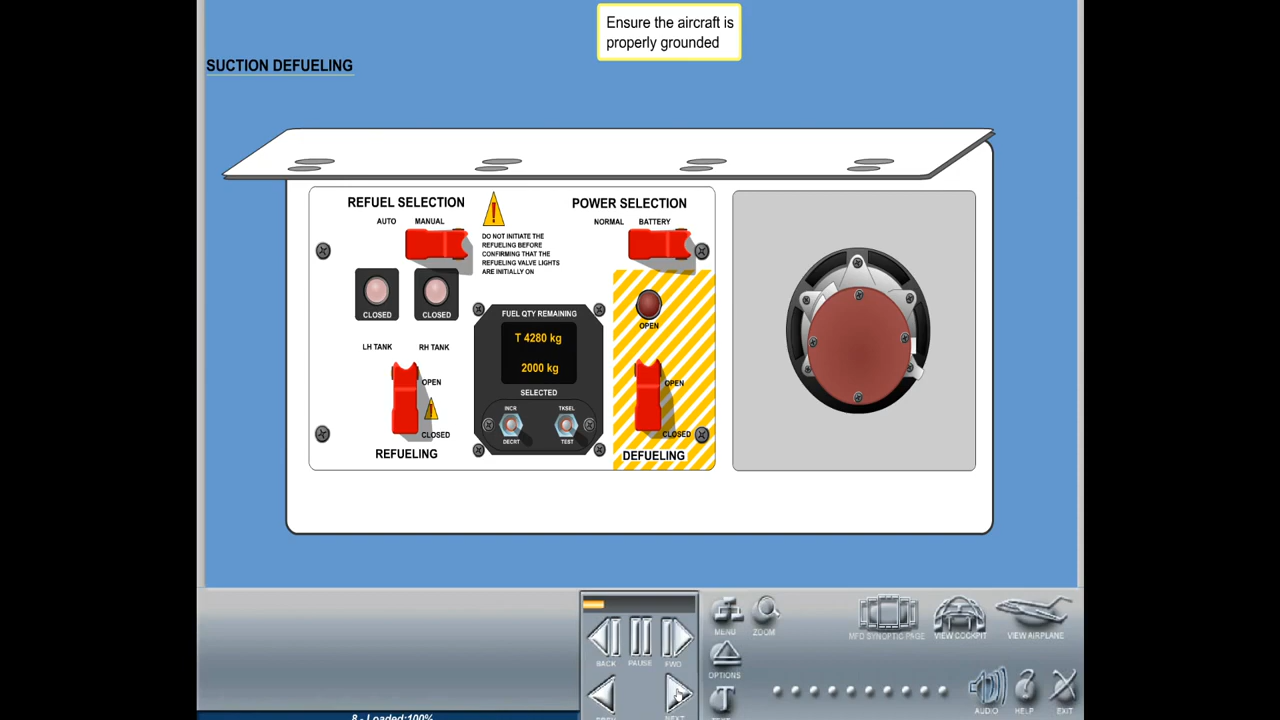 Ensure the aircraft is
properly grounded
SUCTION DEFUELING
REFUEL SELECTION
AUTO MANUAL
DO NOT INITIATE THE
REFUELING BEFORE
CONFIRMING THAT THE
REFUELING VALVE LIGHTS
ARE INITIALLY ON
POWER SELECTION
NORMAL BATTERY
CLOSED CLOSED
LH TANK RH TANK
OPEN
CLOSED
REFUELING
FUEL QTY REMAINING
T 4280 kg
2000 kg
SELECTED
INCR
DECRT
TKSEL
TEST
OPEN
OPEN
CLOSED
DEFUELING
BACK PAUSE FWD
MENU ZOOM
OPTIONS
MFD SYNOPTIC PAGE VIEW COCKPIT VIEW AIRPLANE
AUDIO HELP EXIT
8 - Loaded:100%